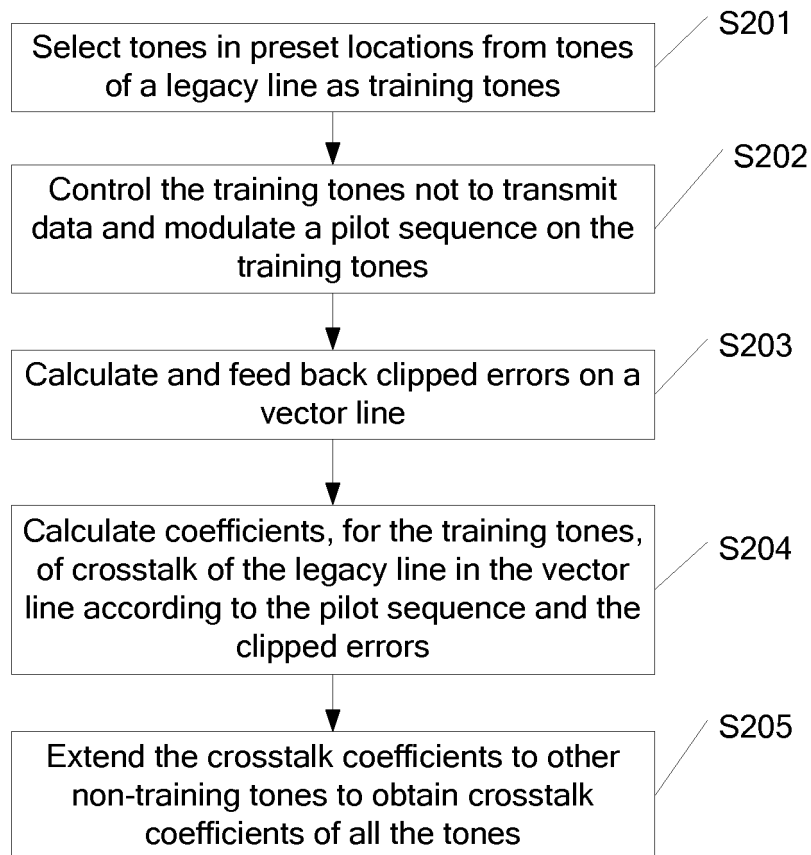 S201
Select tones in preset locations from tones
of a legacy line as training tones
S202
Control the training tones not to transmit
data and modulate a pilot sequence on the
training tones
S203
Calculate and feed back clipped errors on a
vector line
S204
Calculate coefficients, for the training tones,
of crosstalk of the legacy line in the vector
line according to the pilot sequence and the
clipped errors
S205
Extend the crosstalk coefficients to other
non-training tones to obtain crosstalk
coefficients of all the tones